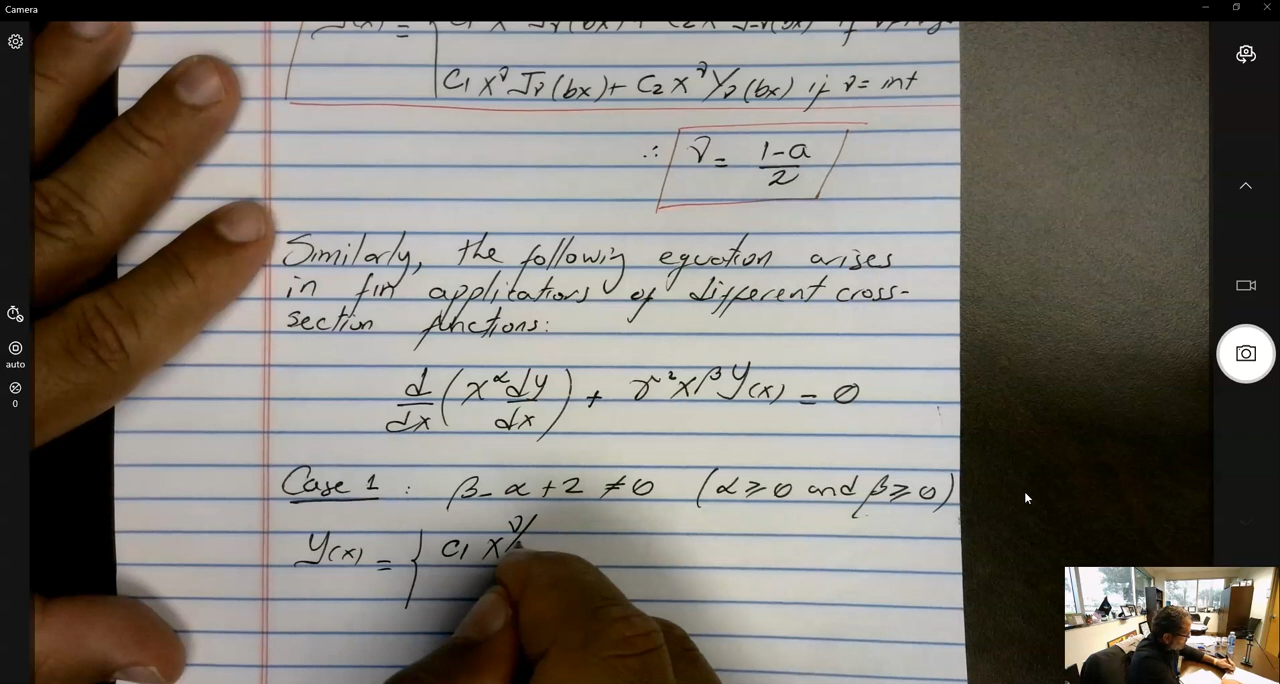 Camera
C1 x^ν Jν(bx) + C2 x^ν Yν(bx) if ν = int
∴ ν = (1-a)/2
Similarly, the following equation arises
in fin applications of different cross-
section functions:
d/dx (x^α dy/dx) + γ² x^β y(x) = 0
Case 1 : β - α + 2 ≠ 0 (α ≥ 0 and β ≥ 0)
y(x) = { C1 x^ν/
auto
0